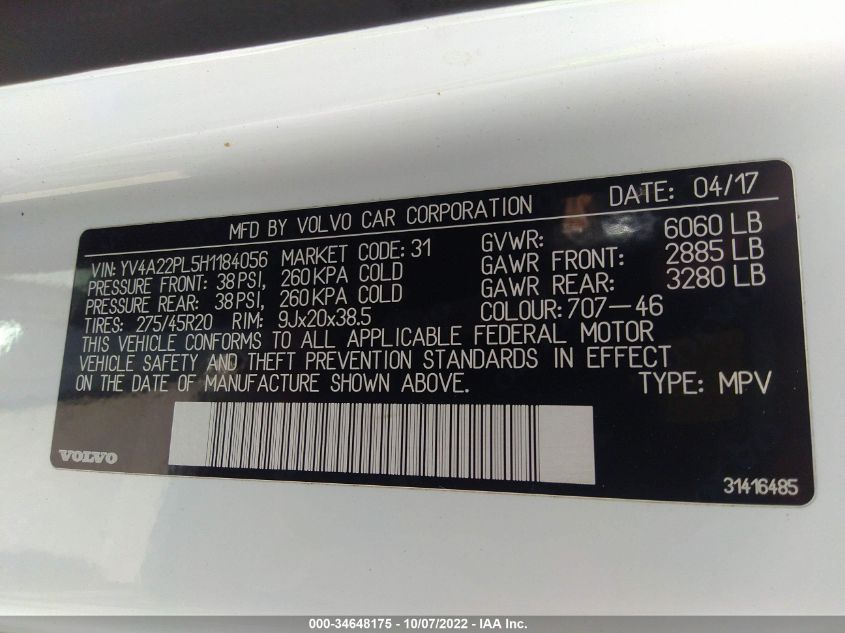 MFD BY VOLVO CAR CORPORATION DATE: 04/17
VIN: YV4A22PL5H1184056 MARKET CODE: 31 GVWR: 6060 LB
PRESSURE FRONT: 38 PSI, 260 KPA COLD GAWR FRONT: 2885 LB
PRESSURE REAR: 38 PSI, 260 KPA COLD GAWR REAR: 3280 LB
TIRES: 275/45R20 RIM: 9Jx20x38.5 COLOUR: 707-46
THIS VEHICLE CONFORMS TO ALL APPLICABLE FEDERAL MOTOR
VEHICLE SAFETY AND THEFT PREVENTION STANDARDS IN EFFECT
ON THE DATE OF MANUFACTURE SHOWN ABOVE. TYPE: MPV
VOLVO
31416485
000-34648175 - 10/07/2022 - IAA Inc.